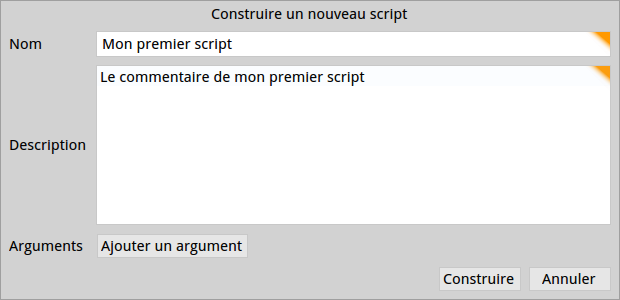 Construire un nouveau script
Nom
Mon premier script
Le commentaire de mon premier script
Description
Arguments
Ajouter un argument
Construire
Annuler